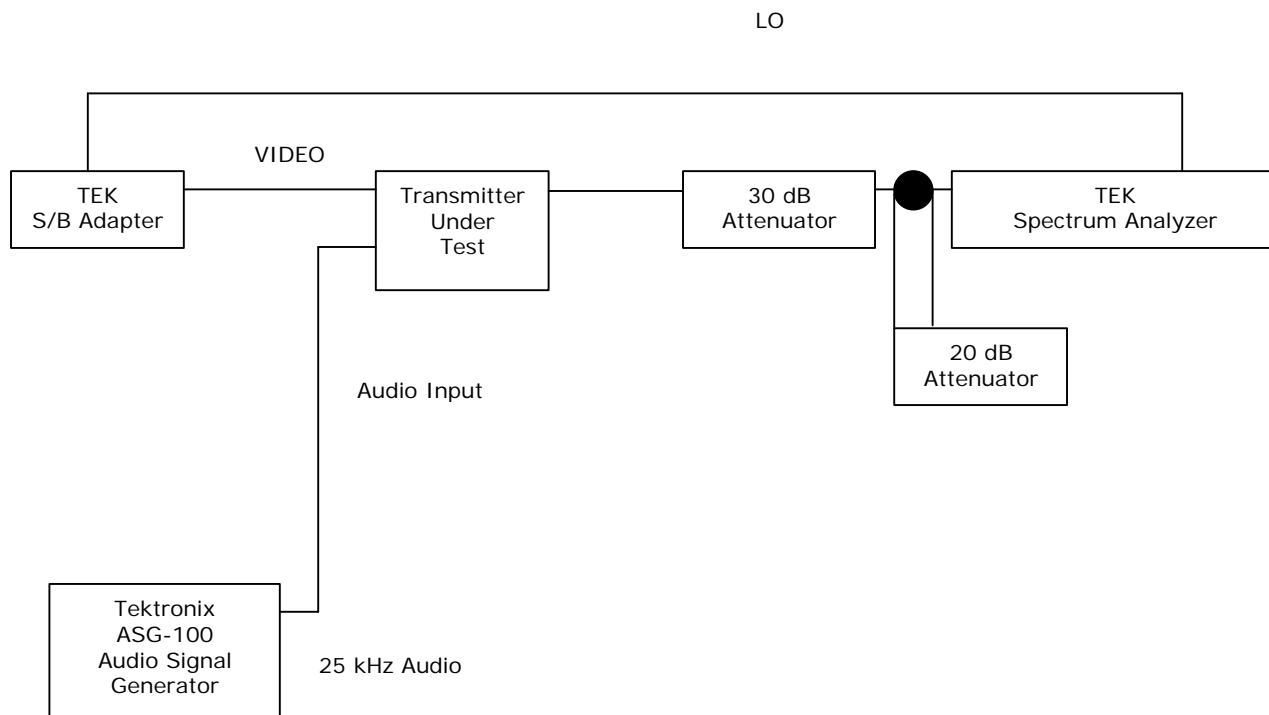 LO
VIDEO
TEK
S/B Adapter
Transmitter
Under
Test
30 dB
Attenuator
TEK
Spectrum Analyzer
20 dB
Attenuator
Audio Input
Tektronix
ASG-100
Audio Signal
Generator
25 kHz Audio